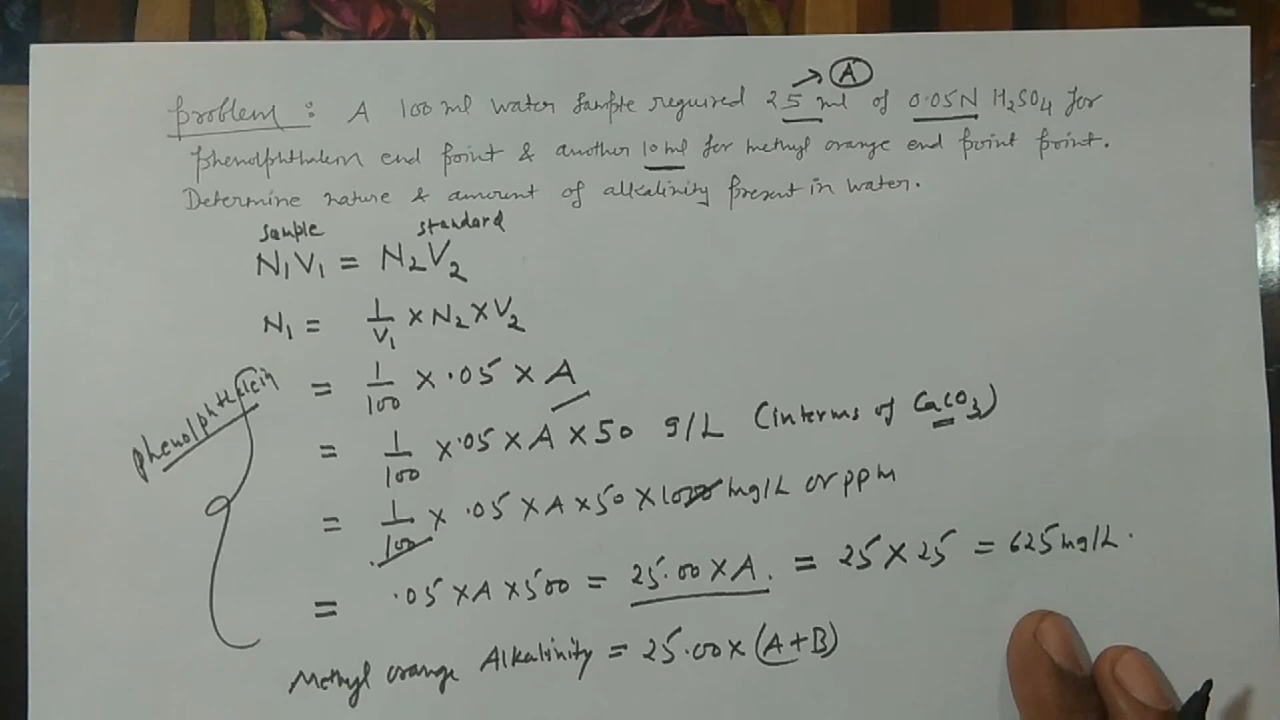 A
problem : A 100 ml water sample required 25 ml of 0.05N H₂SO₄ for
phenolphthalein end point & another 10 ml for methyl orange end point point.
Determine nature & amount of alkalinity present in water.
sample standard
N₁V₁ = N₂V₂
N₁ = 1/V₁ × N₂ × V₂
phenolphthalein
= 1/100 × .05 × A
= 1/100 × .05 × A × 50 g/L (interms of CaCO₃)
= 1/100 × .05 × A × 50 × 1000 mg/L or ppm
= .05 × A × 500 = 25.00 × A. = 25 × 25 = 625 mg/L.
Methyl orange Alkalinity = 25.00 × (A+B)